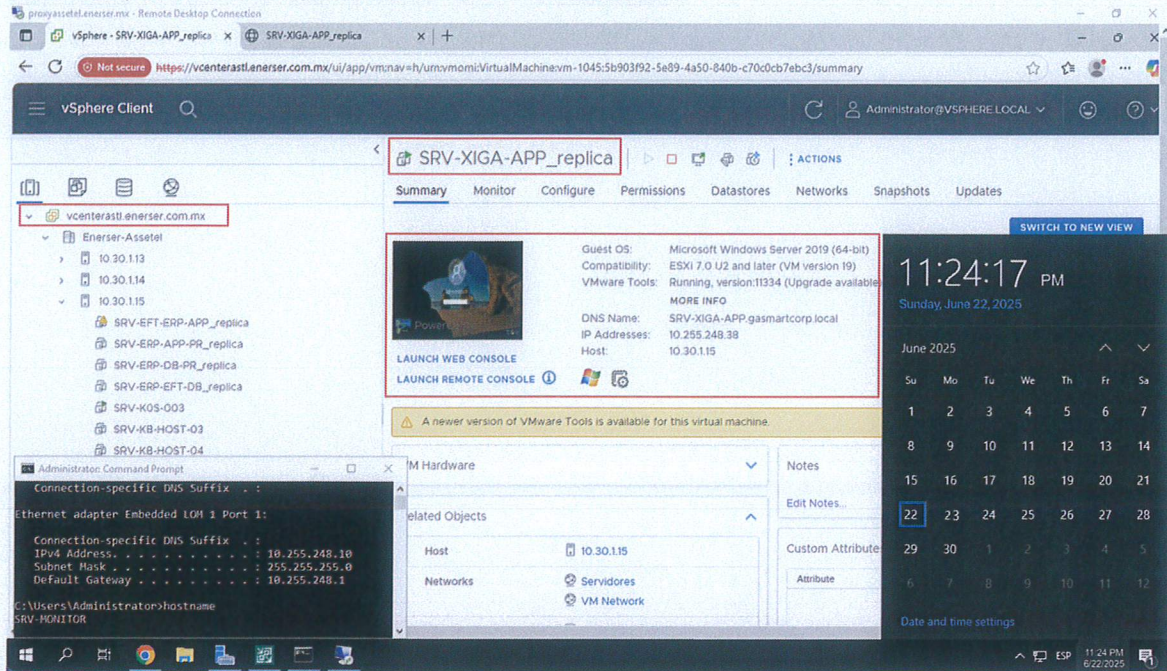 proxyassetel.enerser.mx - Remote Desktop Connection
vSphere - SRV-XIGA-APP_replica
SRV-XIGA-APP_replica
Not secure https://vcenterastl.enerser.com.mx/ui/app/vm;nav=h/urn:vmomi:VirtualMachine:vm-1045:5b903f92-5e89-4a50-840b-c70c0cb7ebc3/summary
vSphere Client
Administrator@VSPHERE.LOCAL
SRV-XIGA-APP_replica
ACTIONS
Summary Monitor Configure Permissions Datastores Networks Snapshots Updates
SWITCH TO NEW VIEW
vcenterastl.enerser.com.mx
Enerser-Assetel
10.30.1.13
10.30.1.14
10.30.1.15
SRV-EFT-ERP-APP_replica
SRV-ERP-APP-PR_replica
SRV-ERP-DB-PR_replica
SRV-ERP-EFT-DB_replica
SRV-K0S-003
SRV-KB-HOST-03
SRV-KB-HOST-04
Powered
LAUNCH WEB CONSOLE
LAUNCH REMOTE CONSOLE
Guest OS: Microsoft Windows Server 2019 (64-bit)
Compatibility: ESXi 7.0 U2 and later (VM version 19)
VMware Tools: Running, version:11334 (Upgrade available
MORE INFO
DNS Name: SRV-XIGA-APP.gasmartcorp.local
IP Addresses: 10.255.248.38
Host: 10.30.1.15
A newer version of VMware Tools is available for this virtual machine.
VM Hardware
elated Objects
Host 10.30.1.15
Networks Servidores
VM Network
Notes
Edit Notes...
Custom Attribute
Attribute
Administrator: Command Prompt
Connection-specific DNS Suffix . :
Ethernet adapter Embedded LOM 1 Port 1:
Connection-specific DNS Suffix . :
IPv4 Address. . . . . . . . . . . : 10.255.248.10
Subnet Mask . . . . . . . . . . . : 255.255.255.0
Default Gateway . . . . . . . . . : 10.255.248.1
C:\Users\Administrator>hostname
SRV-MONITOR
11:24:17 PM
Sunday, June 22, 2025
June 2025
Su Mo Tu We Th Fr Sa
1 2 3 4 5 6 7
8 9 10 11 12 13 14
15 16 17 18 19 20 21
22 23 24 25 26 27 28
29 30 1 2 3 4 5
6 7 8 9 10 11 12
Date and time settings
ESP
11:24 PM
6/22/2025